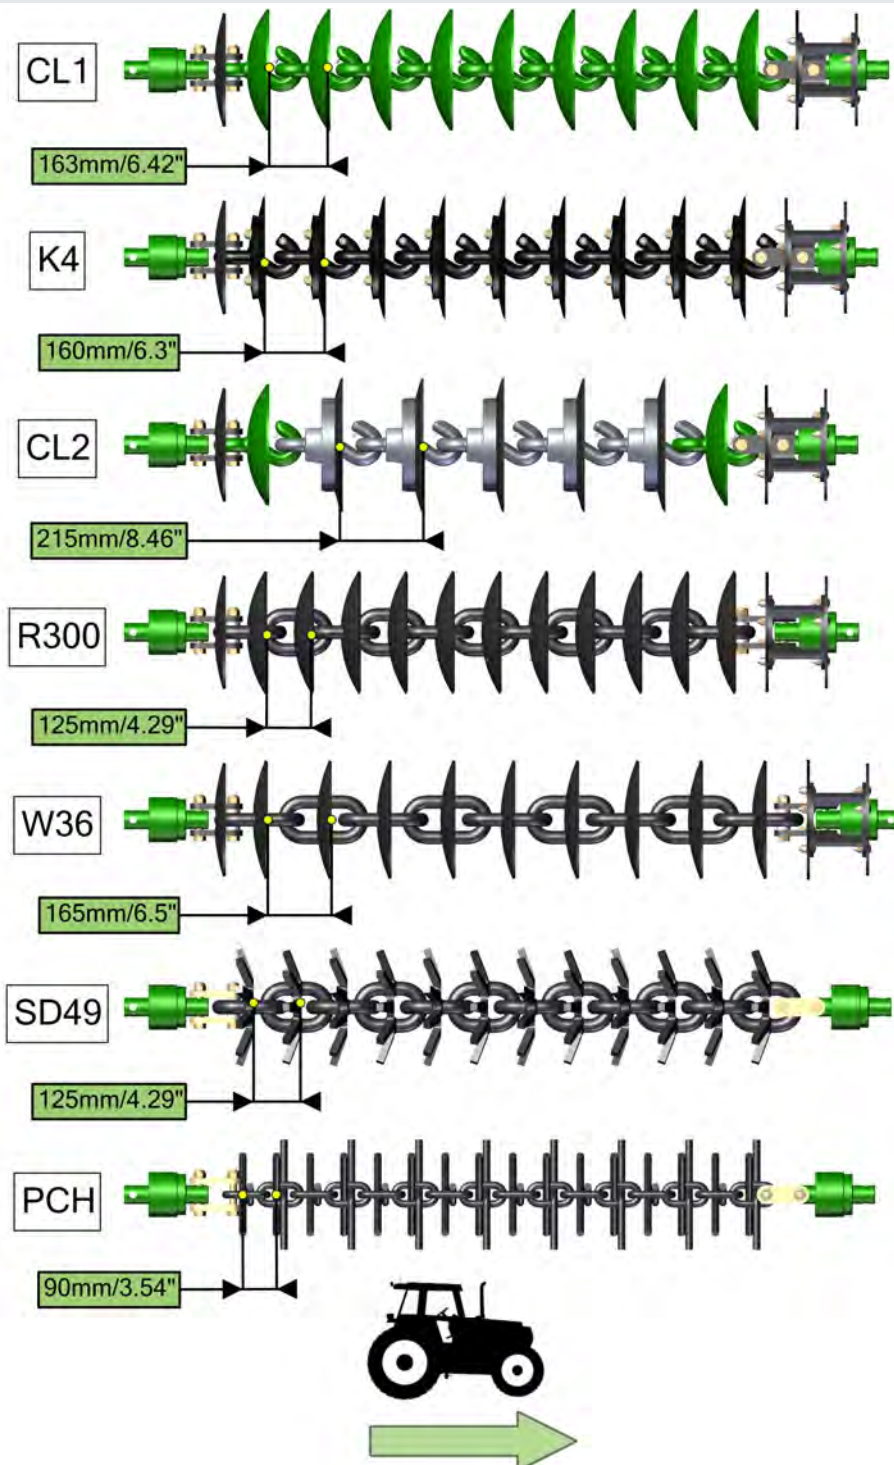 CL1
163mm/6.42"
K4
160mm/6.3"
CL2
215mm/8.46"
R300
125mm/4.29"
W36
165mm/6.5"
SD49
125mm/4.29"
PCH
90mm/3.54"